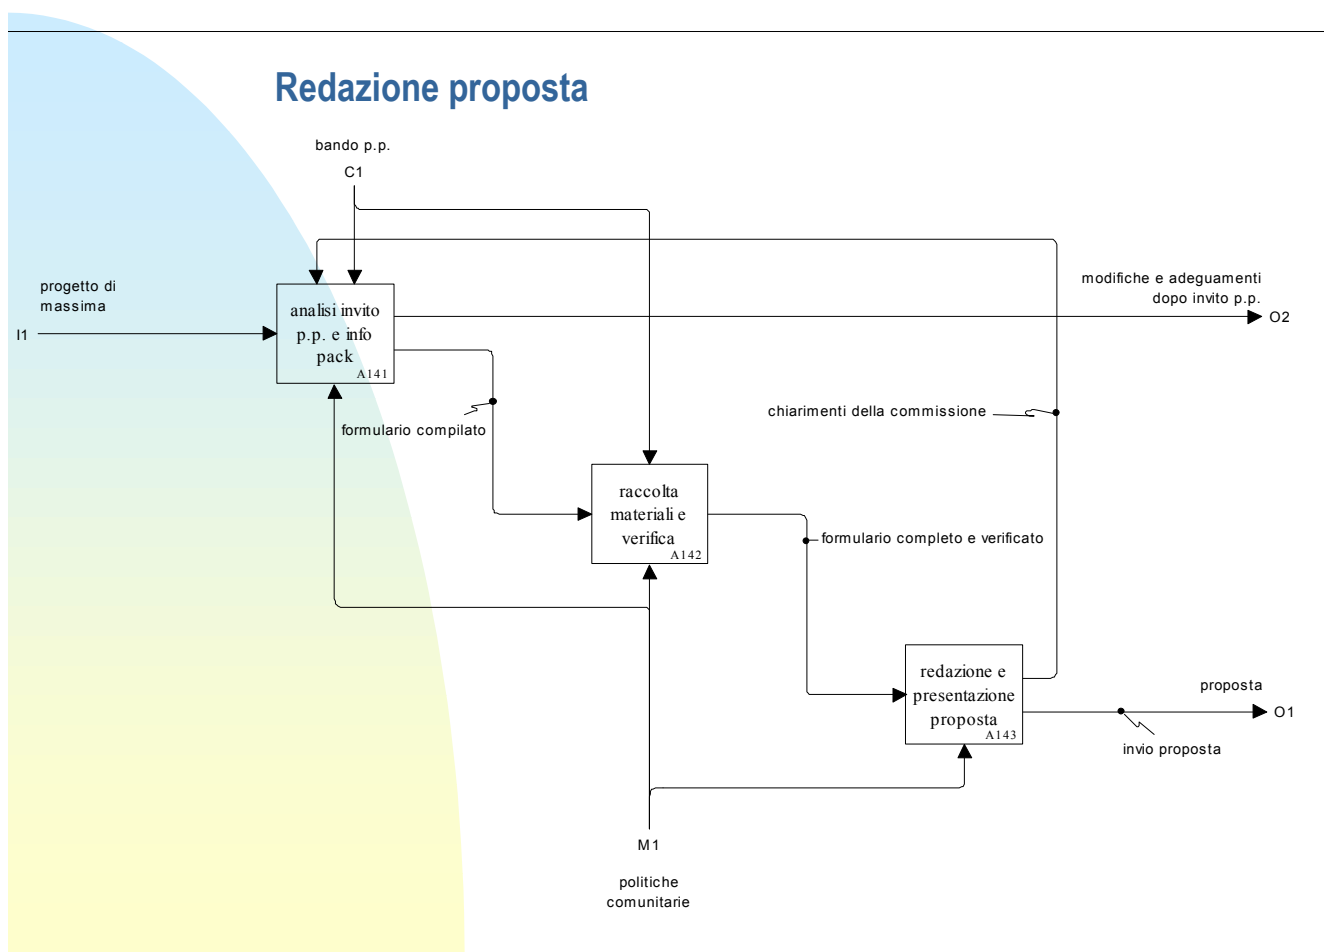 Redazione proposta
bando p.p.
C1
progetto di
massima
I1
analisi invito
p.p. e info
pack
A141
modifiche e adeguamenti
dopo invito p.p.
O2
formulario compilato
chiarimenti della commissione
raccolta
materiali e
verifica
A142
formulario completo e verificato
redazione e
presentazione
proposta
A143
proposta
O1
invio proposta
M1
politiche
comunitarie